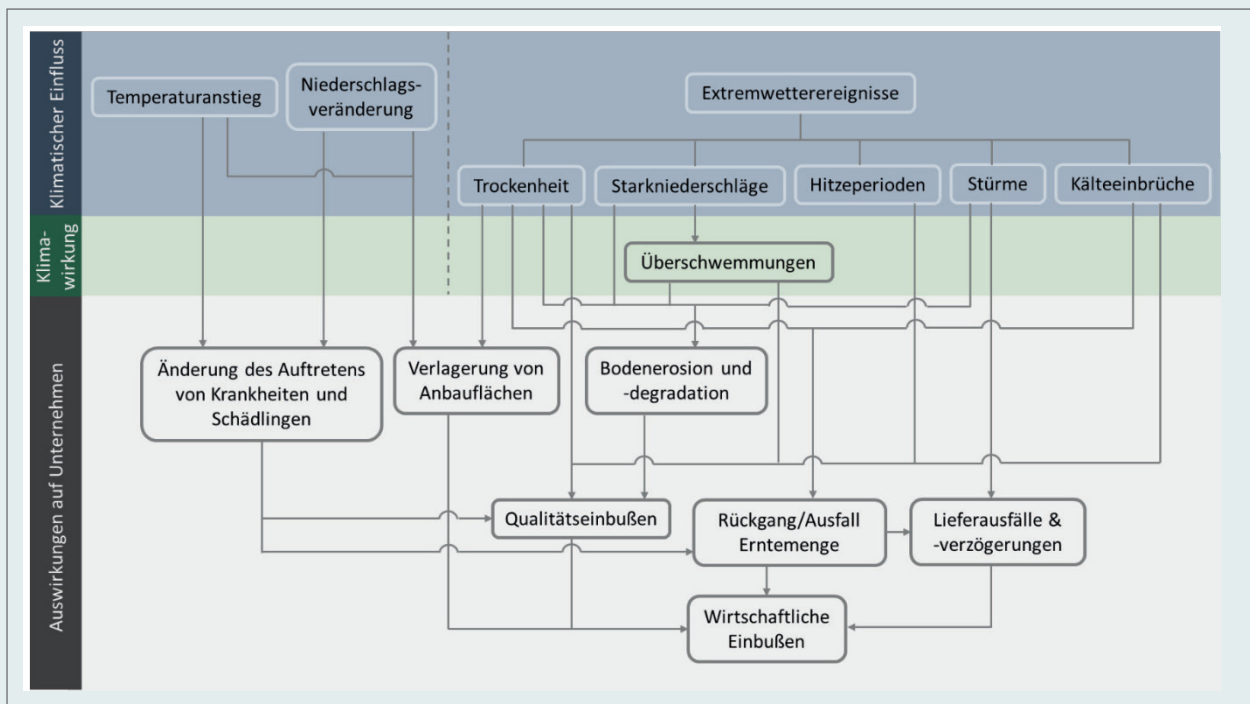 Klimatischer Einfluss
Temperaturanstieg
Niederschlags-
veränderung
Extremwetterereignisse
Trockenheit
Starkniederschläge
Hitzeperioden
Stürme
Kälteeinbrüche
Klima-
wirkung
Überschwemmungen
Auswirkungen auf Unternehmen
Änderung des Auftretens
von Krankheiten und
Schädlingen
Verlagerung von
Anbauflächen
Bodenerosion und
-degradation
Qualitätseinbußen
Rückgang/Ausfall
Erntemenge
Lieferausfälle &
-verzögerungen
Wirtschaftliche
Einbußen